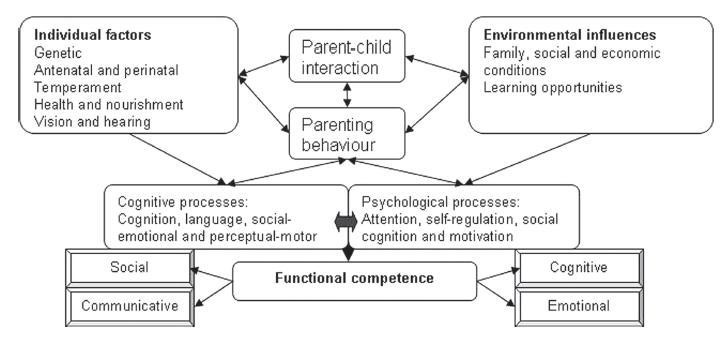 Individual factors
Genetic
Antenatal and perinatal
Temperament
Health and nourishment
Vision and hearing
Parent-child
interaction
Parenting
behaviour
Environmental influences
Family, social and economic
conditions
Learning opportunities
Cognitive processes:
Cognition, language, social-
emotional and perceptual-motor
Psychological processes:
Attention, self-regulation, social
cognition and motivation
Social
Communicative
Functional competence
Cognitive
Emotional